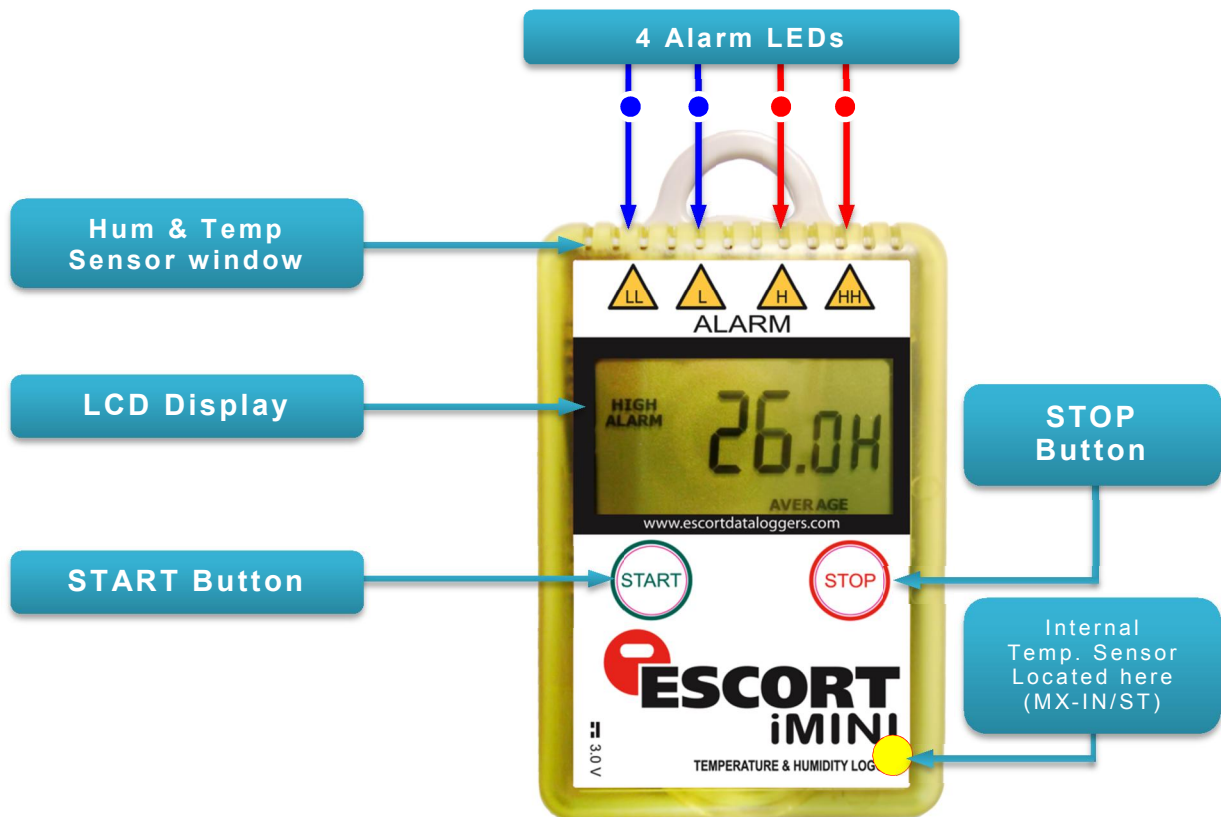 4 Alarm LEDs
Hum & Temp
Sensor window
LL L H HH
ALARM
LCD Display
HIGH
ALARM
26.0H
AVERAGE
www.escortdataloggers.com
STOP
Button
START Button
START
STOP
Internal
Temp. Sensor
Located here
(MX-IN/ST)
ESCORT
iMINI
3.0 V
TEMPERATURE & HUMIDITY